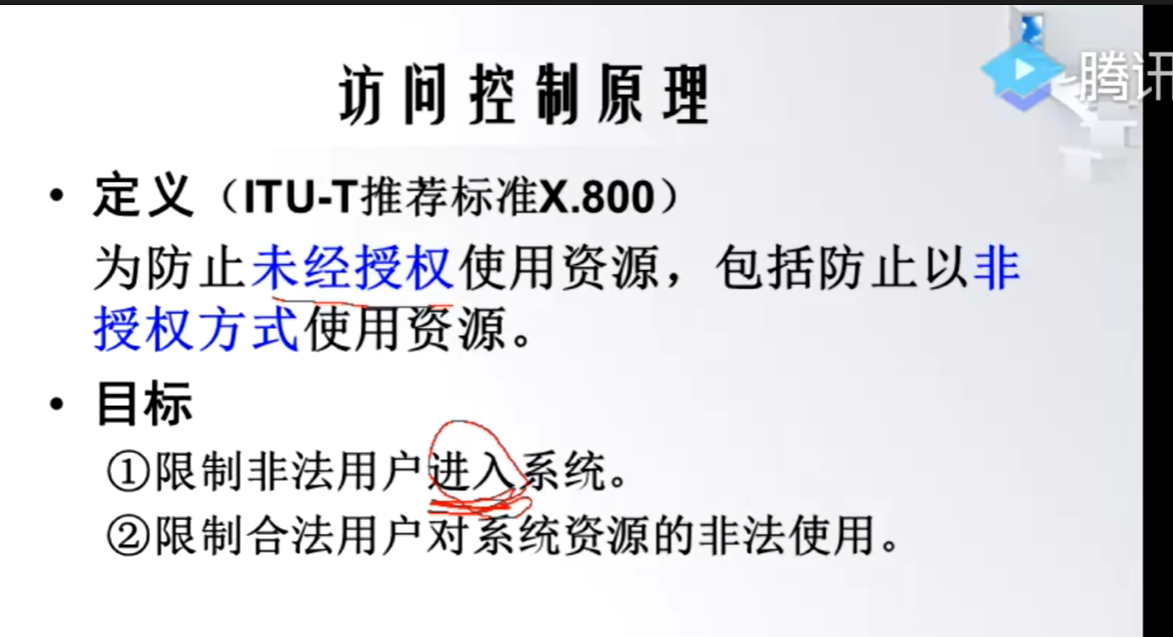 访问控制原理
腾讯
• 定义（ITU-T推荐标准X.800）
为防止未经授权使用资源，包括防止以非
授权方式使用资源。
• 目标
①限制非法用户进入系统。
②限制合法用户对系统资源的非法使用。